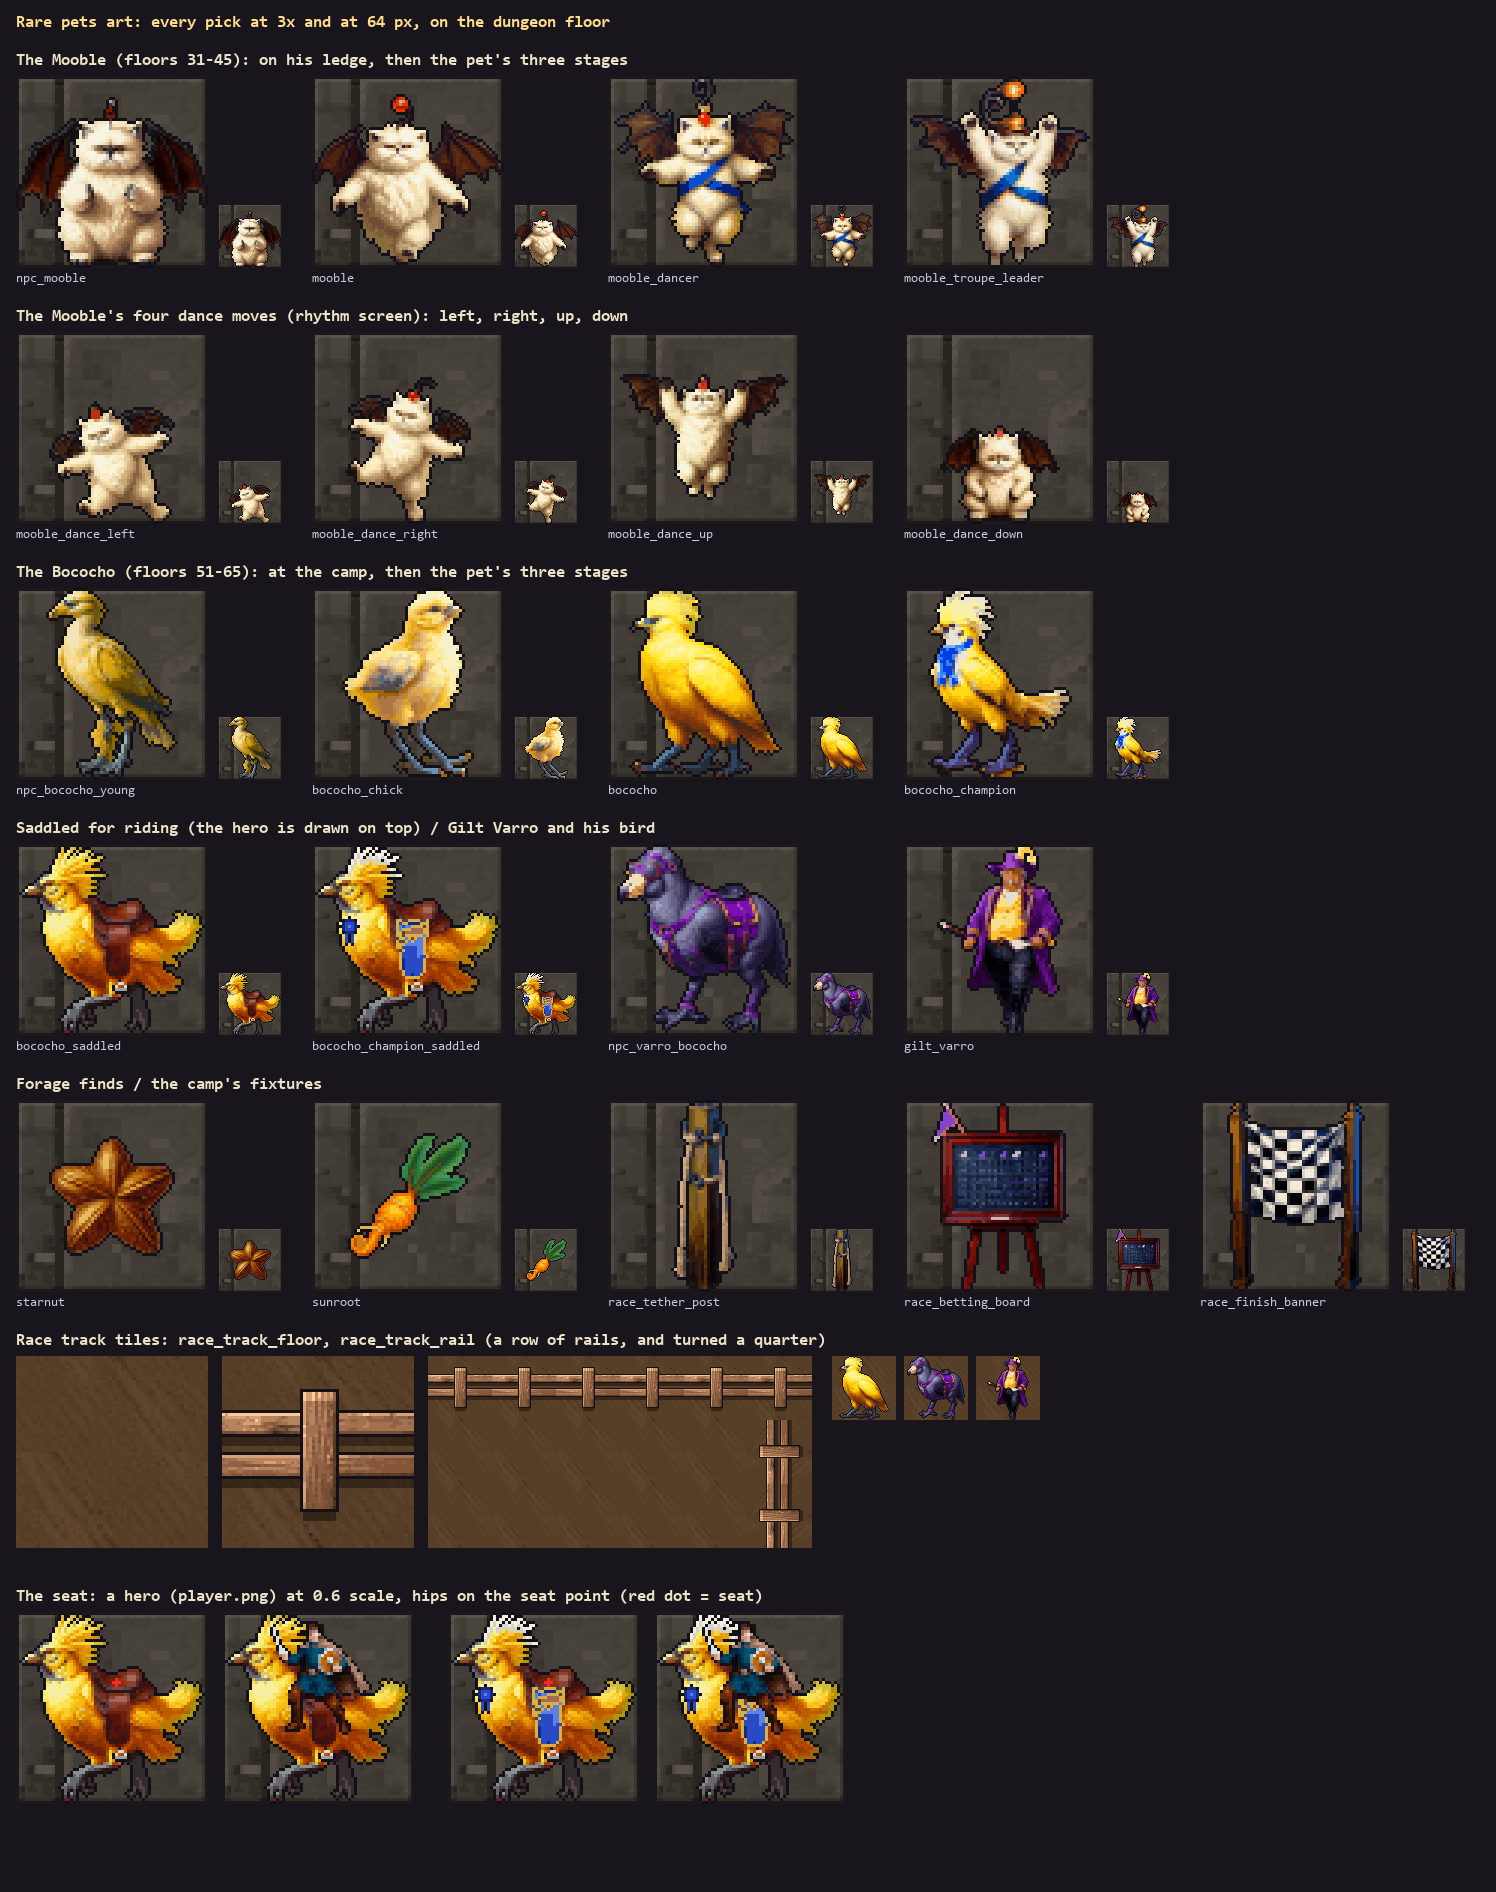 Rare pets art: every pick at 3x and at 64 px, on the dungeon floor
The Mooble (floors 31-45): on his ledge, then the pet's three stages
npc_mooble
mooble
mooble_dancer
mooble_troupe_leader
The Mooble's four dance moves (rhythm screen): left, right, up, down
mooble_dance_left
mooble_dance_right
mooble_dance_up
mooble_dance_down
The Bococho (floors 51-65): at the camp, then the pet's three stages
npc_bococho_young
bococho_chick
bococho
bococho_champion
Saddled for riding (the hero is drawn on top) / Gilt Varro and his bird
bococho_saddled
bococho_champion_saddled
npc_varro_bococho
gilt_varro
Forage finds / the camp's fixtures
starnut
sunroot
race_tether_post
race_betting_board
race_finish_banner
Race track tiles: race_track_floor, race_track_rail (a row of rails, and turned a quarter)
The seat: a hero (player.png) at 0.6 scale, hips on the seat point (red dot = seat)